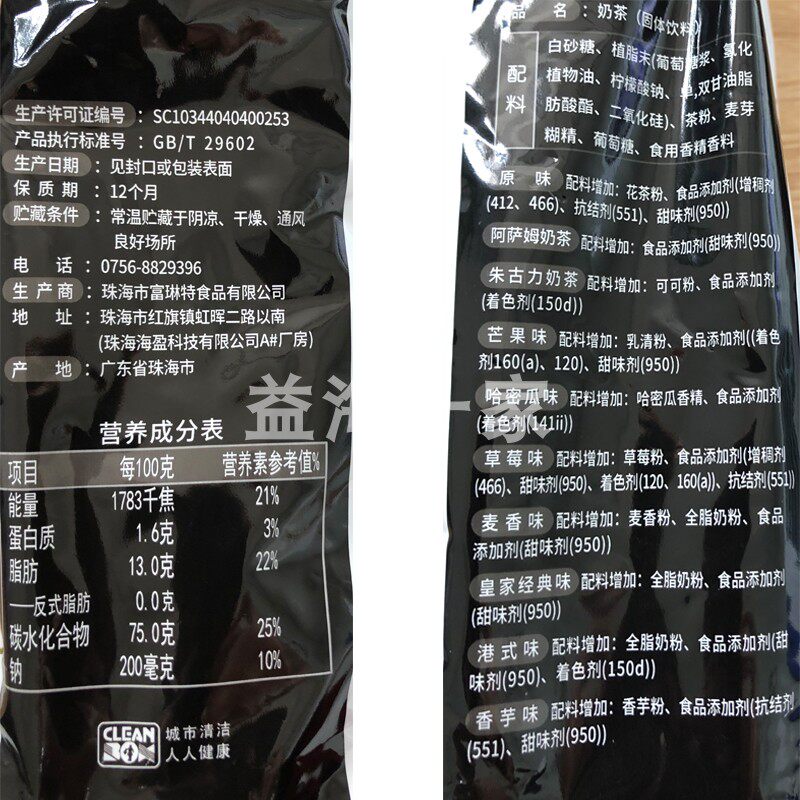 生产许可证编号：SC10344040400253
产品执行标准号：GB/T 29602
生产日期：见封口或包装表面
保质期：12个月
贮藏条件：常温贮藏于阴凉、干燥、通风
良好场所
电话：0756-8829396
生产商：珠海市富琳特食品有限公司
地址：珠海市红旗镇虹晖二路以南
(珠海海盈科技有限公司A#厂房)
产地：广东省珠海市
营养成分表
项目 每100克 营养素参考值%
能量 1783千焦 21%
蛋白质 1.6克 3%
脂肪 13.0克 22%
—反式脂肪 0.0克
碳水化合物 75.0克 25%
钠 200毫克 10%
CLEAN BOX
城市清洁
人人健康
品名：奶茶（固体饮料）
配料
白砂糖、植脂末(葡萄糖浆、氢化
植物油、柠檬酸钠、单,双甘油脂
肪酸酯、二氧化硅)、茶粉、麦芽
糊精、葡萄糖、食用香精香料
原味 配料增加：花茶粉、食品添加剂(增稠剂
(412、466)、抗结剂(551)、甜味剂(950))
阿萨姆奶茶 配料增加：食品添加剂(甜味剂(950))
朱古力奶茶 配料增加：可可粉、食品添加剂
(着色剂(150d))
芒果味 配料增加：乳清粉、食品添加剂((着色
剂160(a)、120)、甜味剂(950))
哈密瓜味 配料增加：哈密瓜香精、食品添加剂
(着色剂(141ii))
草莓味 配料增加：草莓粉、食品添加剂(增稠剂
(466)、甜味剂(950)、着色剂(120、160(a))、抗结剂(551))
麦香味 配料增加：麦香粉、全脂奶粉、食品
添加剂(甜味剂(950))
皇家经典味 配料增加：全脂奶粉、食品添加剂
(甜味剂(950))
港式味 配料增加：全脂奶粉、食品添加剂(甜
味剂(950)、着色剂(150d))
香芋味 配料增加：香芋粉、食品添加剂(抗结剂
(551)、甜味剂(950))
益海一家